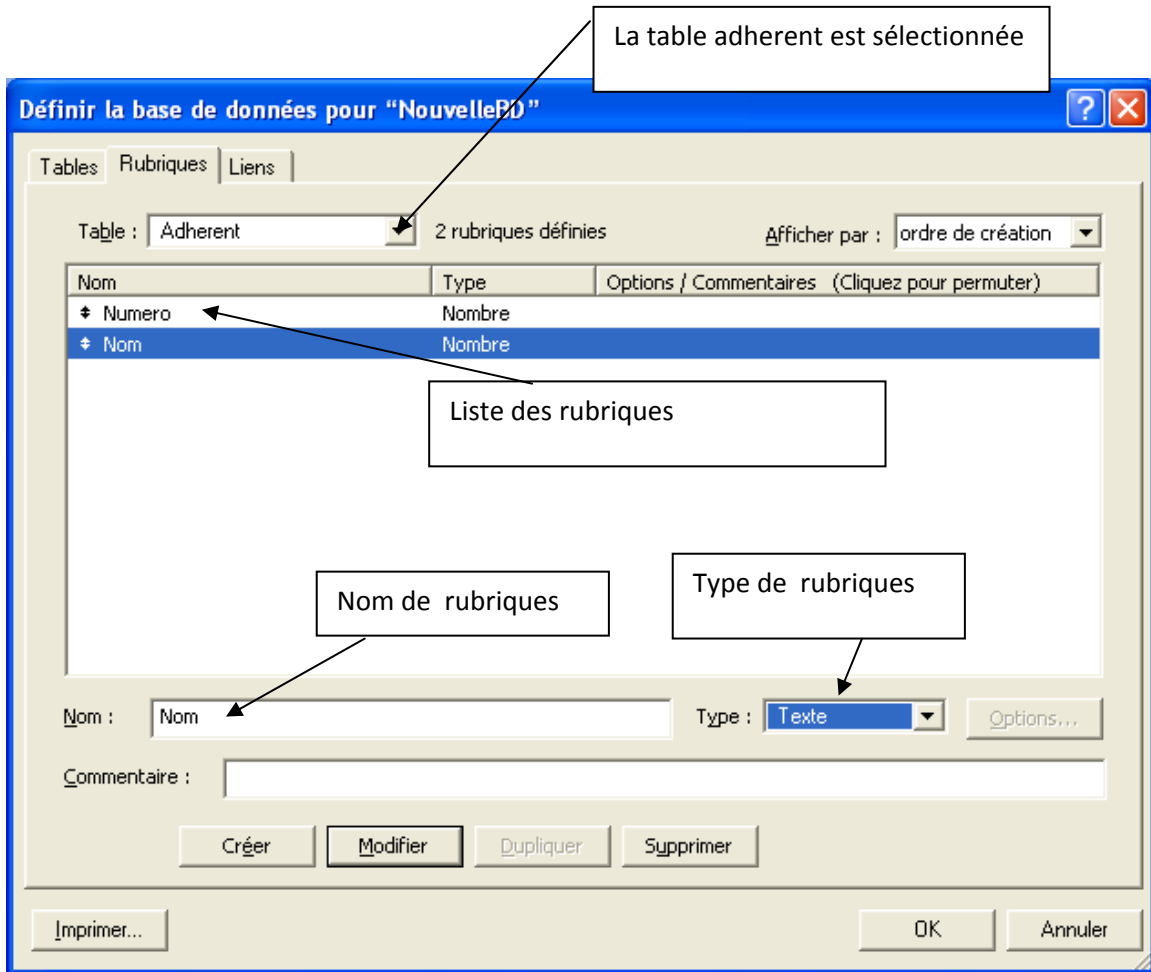 La table adherent est sélectionnée
Définir la base de données pour “NouvelleBD”
Tables Rubriques Liens
Table : Adherent 2 rubriques définies Afficher par : ordre de création
Nom Type Options / Commentaires (Cliquez pour permuter)
Numero Nombre
Nom Nombre
Liste des rubriques
Nom de rubriques
Type de rubriques
Nom : Nom Type : Texte Options...
Commentaire :
Créer Modifier Dupliquer Supprimer
Imprimer... OK Annuler